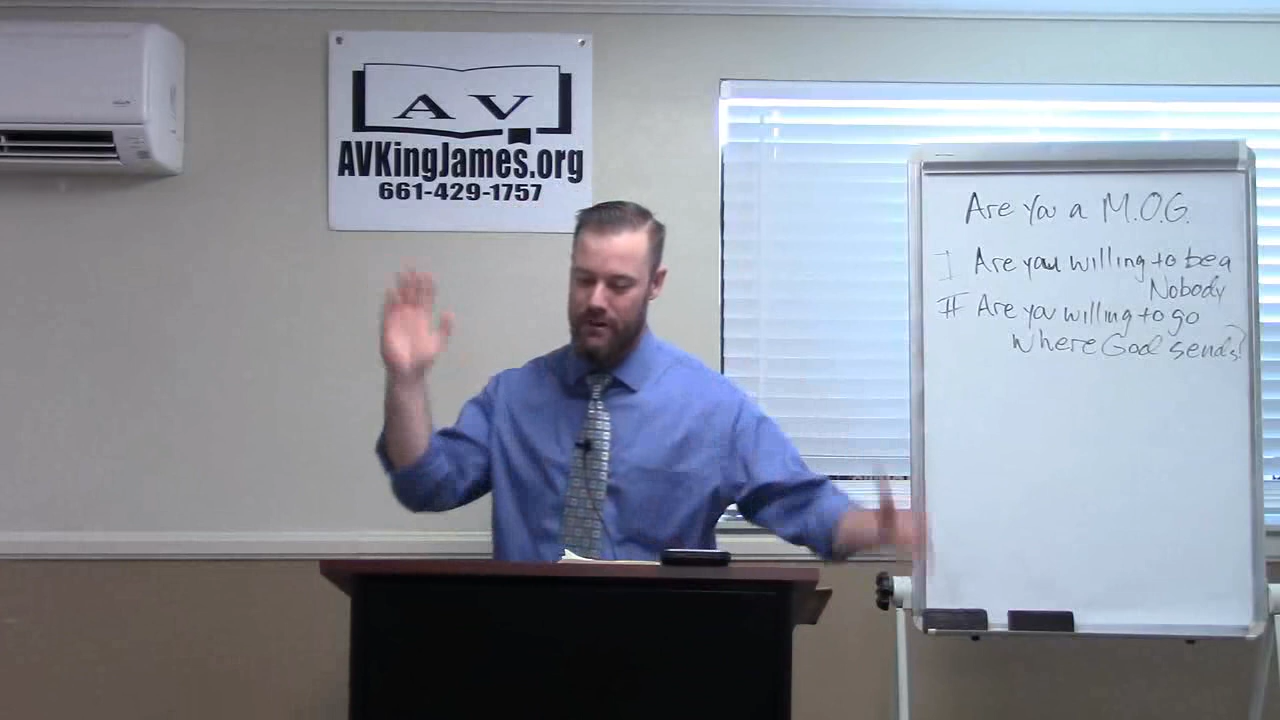 A V
AVKingJames.org
661-429-1757
Are You a M.O.G.
I Are you willing to be a
Nobody
II Are you willing to go
where God sends?